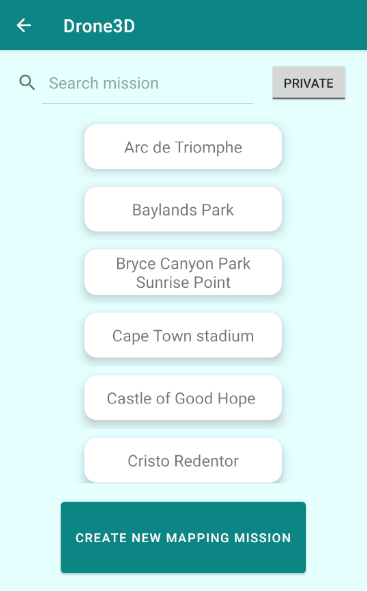 Drone3D
Search mission
PRIVATE
Arc de Triomphe
Baylands Park
Bryce Canyon Park
Sunrise Point
Cape Town stadium
Castle of Good Hope
Cristo Redentor
CREATE NEW MAPPING MISSION